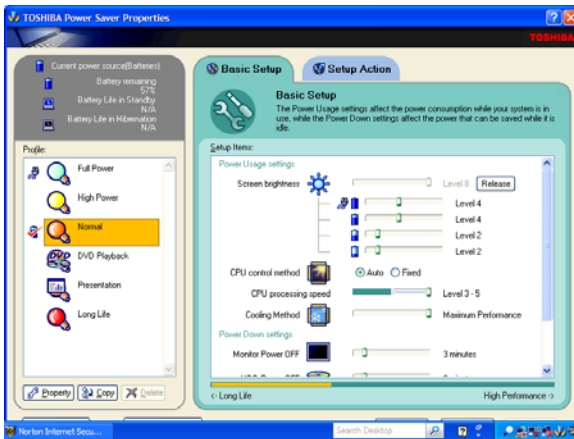 TOSHIBA Power Saver Properties
TOSHIBA
Current power source(Batteries)
Battery remaining
57%
Battery Life in Standby
N/A
Battery Life in Hibernation
N/A
Profile:
Full Power
High Power
Normal
DVD Playback
Presentation
Long Life
Property
Copy
Delete
Basic Setup
Setup Action
Basic Setup
The Power Usage settings affect the power consumption while your system is in
use, while the Power Down settings affect the power that can be saved while it is
idle.
Setup Items:
Power Usage settings
Screen brightness
Level 8
Release
Level 4
Level 4
Level 2
Level 2
CPU control method
Auto
Fixed
CPU processing speed
Level 3 - 5
Cooling Method
Maximum Performance
Power Down settings
Monitor Power OFF
3 minutes
<- Long Life
High Performance ->
Norton Internet Secu...
Search Desktop